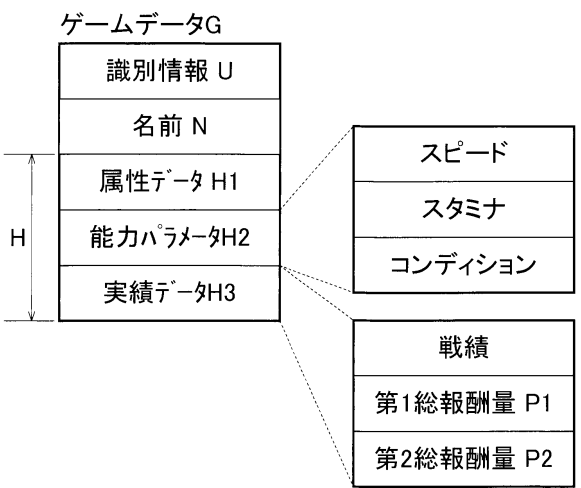 ゲームデータG
識別情報 U
名前 N
属性データ H1
能力パラメータH2
実績データH3
H
スピード
スタミナ
コンディション
戦績
第1総報酬量 P1
第2総報酬量 P2